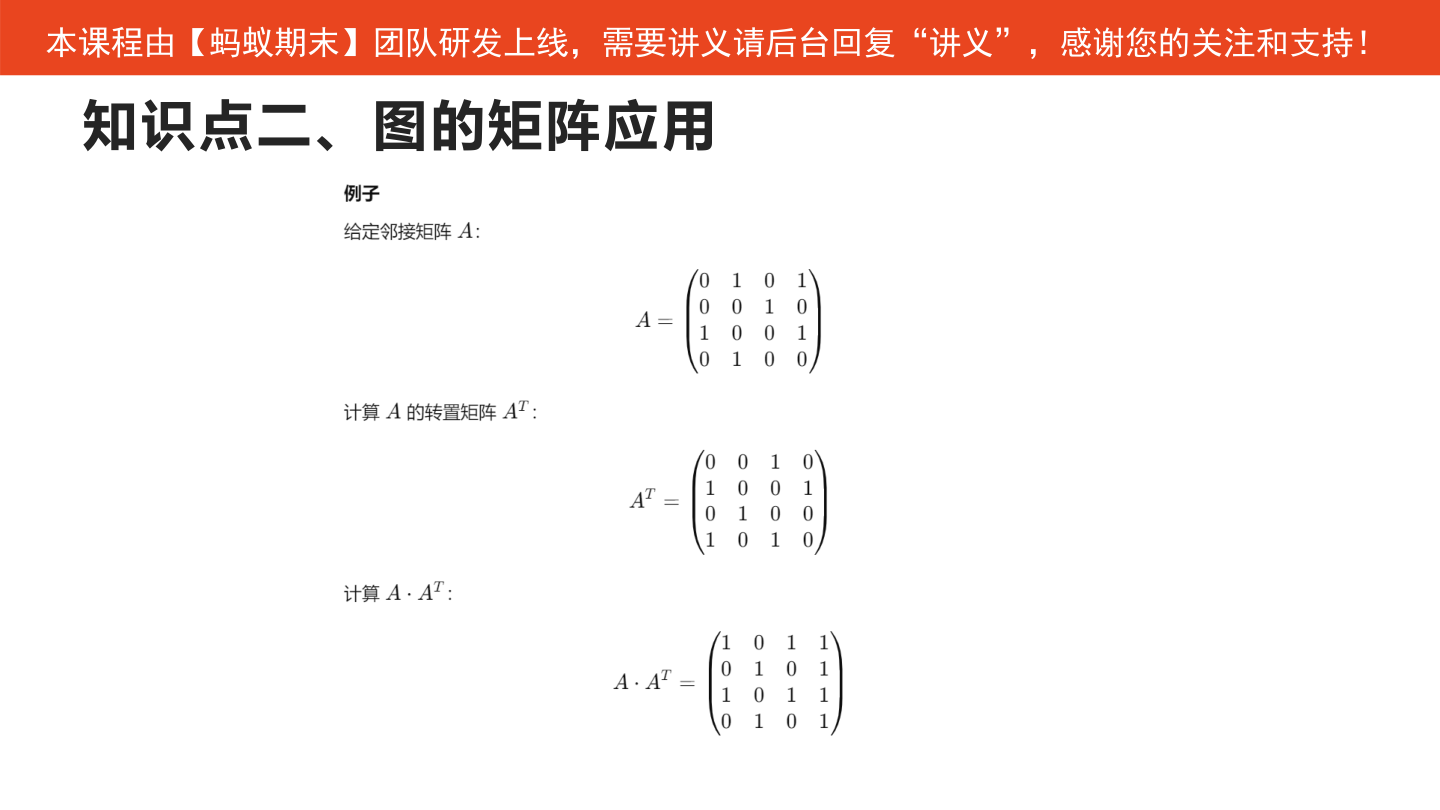 本课程由【蚂蚁期末】团队研发上线，需要讲义请后台回复“讲义”，感谢您的关注和支持！
知识点二、图的矩阵应用
例子
给定邻接矩阵 A：
A =
0 1 0 1
0 0 1 0
1 0 0 1
0 1 0 0
计算 A 的转置矩阵 A^T：
A^T =
0 0 1 0
1 0 0 1
0 1 0 0
1 0 1 0
计算 A · A^T：
A · A^T =
1 0 1 1
0 1 0 1
1 0 1 1
0 1 0 1